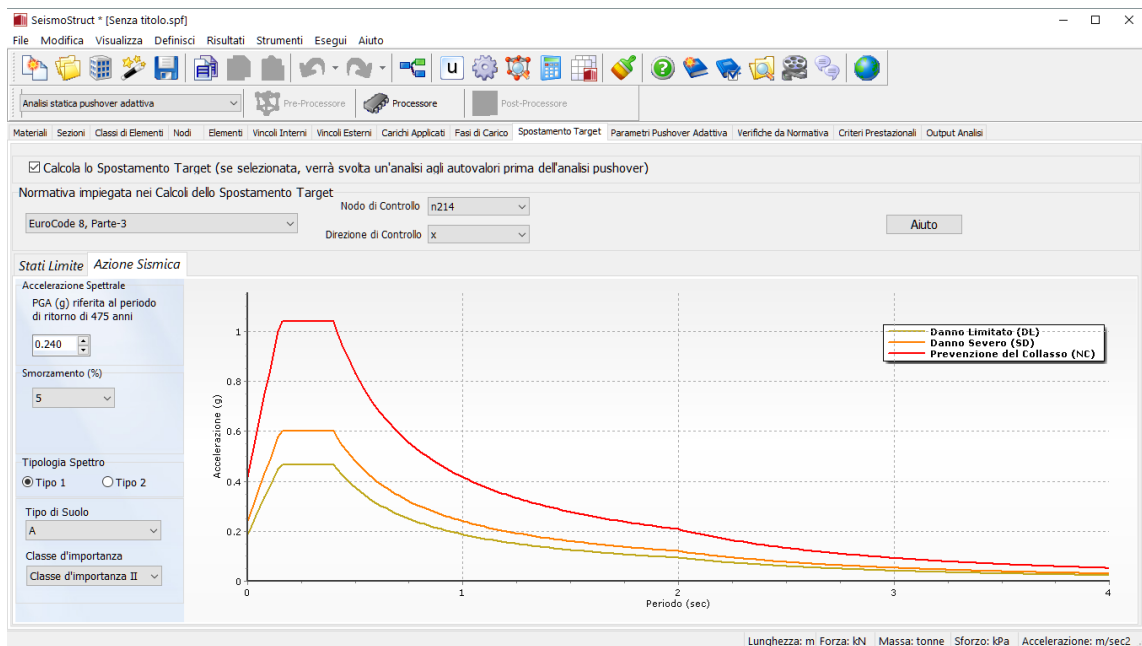 SeismoStruct * [Senza titolo.spf]
File Modifica Visualizza Definisci Risultati Strumenti Esegui Aiuto
u
Analisi statica pushover adattiva Pre-Processore Processore Post-Processore
Materiali Sezioni Classi di Elementi Nodi Elementi Vincoli Interni Vincoli Esterni Carichi Applicati Fasi di Carico Spostamento Target Parametri Pushover Adattiva Verifiche da Normativa Criteri Prestazionali Output Analisi
Calcola lo Spostamento Target (se selezionata, verrà svolta un'analisi agli autovalori prima dell'analisi pushover)
Normativa impiegata nei Calcoli dello Spostamento Target
EuroCode 8, Parte-3
Nodo di Controllo n214
Direzione di Controllo x
Aiuto
Stati Limite Azione Sismica
Accelerazione Spettrale
PGA (g) riferita al periodo
di ritorno di 475 anni
0.240
Smorzamento (%)
5
Tipologia Spettro
Tipo 1 Tipo 2
Tipo di Suolo
A
Classe d'importanza
Classe d'importanza II
Accelerazione (g)
1
0.8
0.6
0.4
0.2
0
0 1 2 3 4
Periodo (sec)
Danno Limitato (DL)
Danno Severo (SD)
Prevenzione del Collasso (NC)
Lunghezza: m Forza: kN Massa: tonne Sforzo: kPa Accelerazione: m/sec2